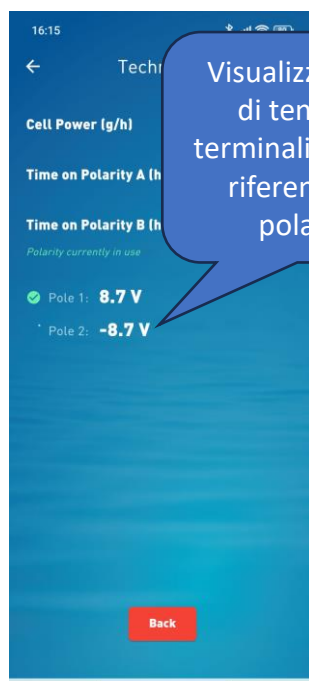 16:15
Techn
Cell Power (g/h)
Time on Polarity A (h
Time on Polarity B (h
Polarity currently in use
Pole 1: 8.7 V
Pole 2: -8.7 V
Back
Visualizz
di ten
terminali
riferen
pola